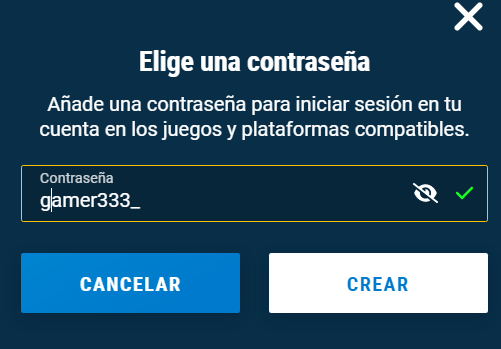 Elige una contraseña
Añade una contraseña para iniciar sesión en tu
cuenta en los juegos y plataformas compatibles.
Contraseña
gamer333_
CANCELAR
CREAR